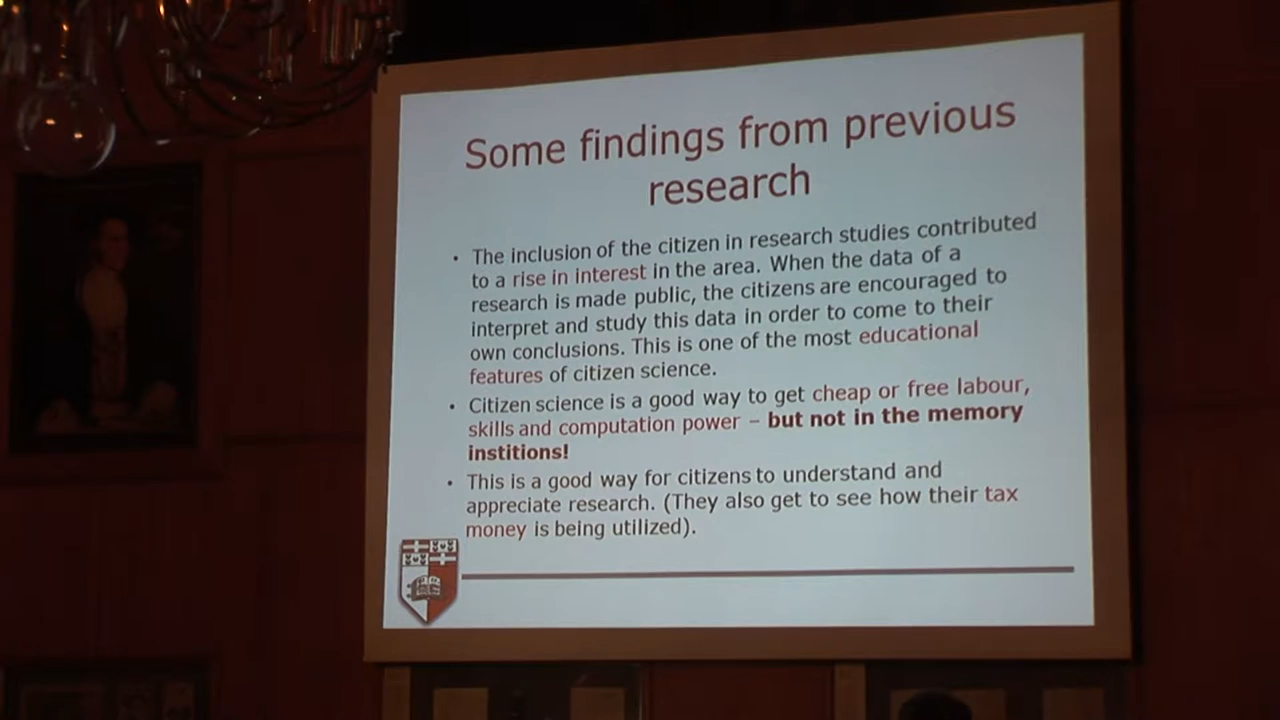 Some findings from previous
research
• The inclusion of the citizen in research studies contributed
to a rise in interest in the area. When the data of a
research is made public, the citizens are encouraged to
interpret and study this data in order to come to their
own conclusions. This is one of the most educational
features of citizen science.
• Citizen science is a good way to get cheap or free labour,
skills and computation power – but not in the memory
institions!
• This is a good way for citizens to understand and
appreciate research. (They also get to see how their tax
money is being utilized).